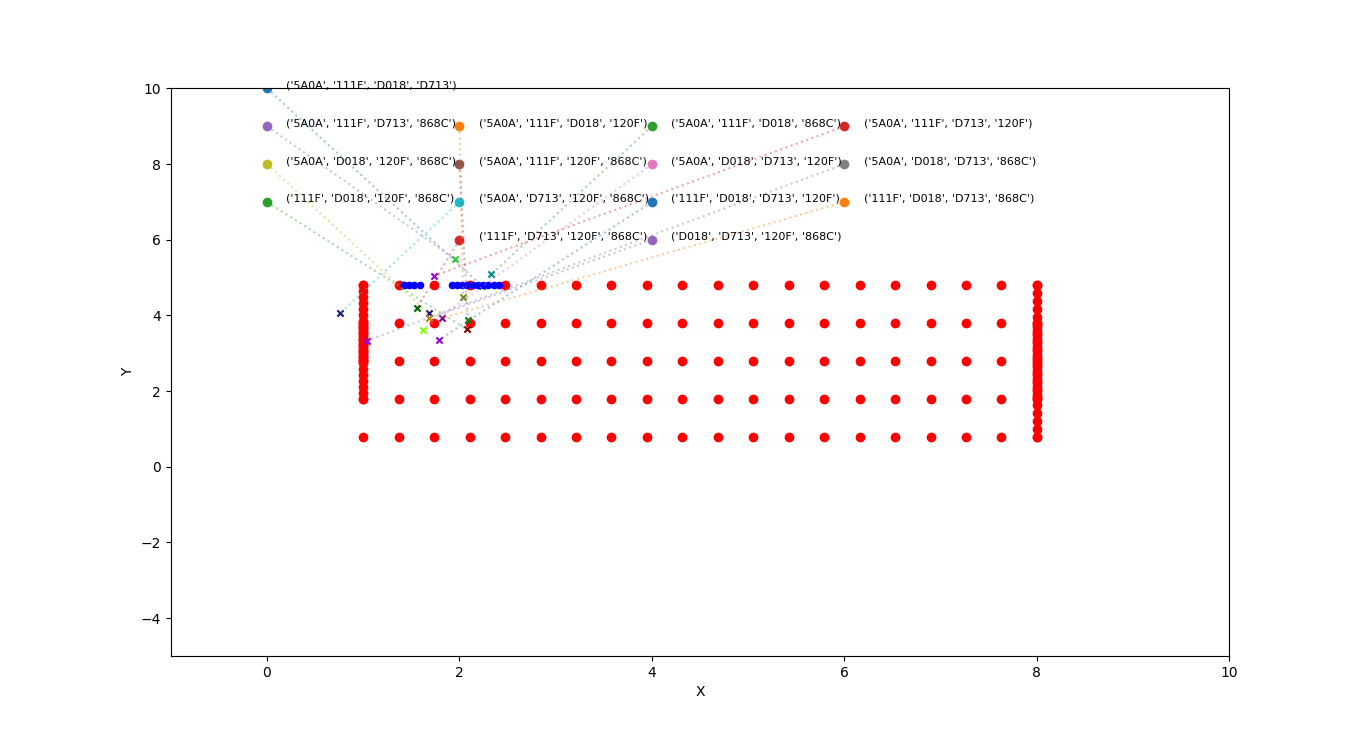 ('5A0A', '111F', 'D018', 'D713')
10
('5A0A', '111F', 'D713', '868C')
('5A0A', '111F', 'D018', '120F')
('5A0A', '111F', 'D018', '868C')
('5A0A', '111F', 'D713', '120F')
8
('5A0A', 'D018', '120F', '868C')
('5A0A', '111F', '120F', '868C')
('5A0A', 'D018', 'D713', '120F')
('5A0A', 'D018', 'D713', '868C')
('111F', 'D018', '120F', '868C')
('5A0A', 'D713', '120F', '868C')
('111F', 'D018', 'D713', '120F')
('111F', 'D018', 'D713', '868C')
6
('111F', 'D713', '120F', '868C')
('D018', 'D713', '120F', '868C')
4
Y
2
0
−2
−4
0 2 4 6 8 10
X